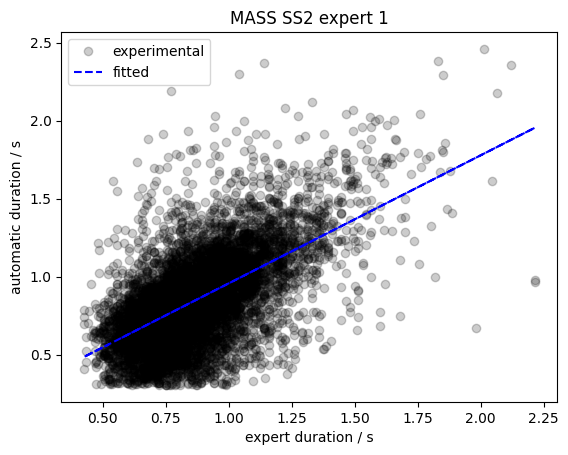 MASS SS2 expert 1
experimental
fitted
automatic duration / s
2.5
2.0
1.5
1.0
0.5
0.50 0.75 1.00 1.25 1.50 1.75 2.00 2.25
expert duration / s